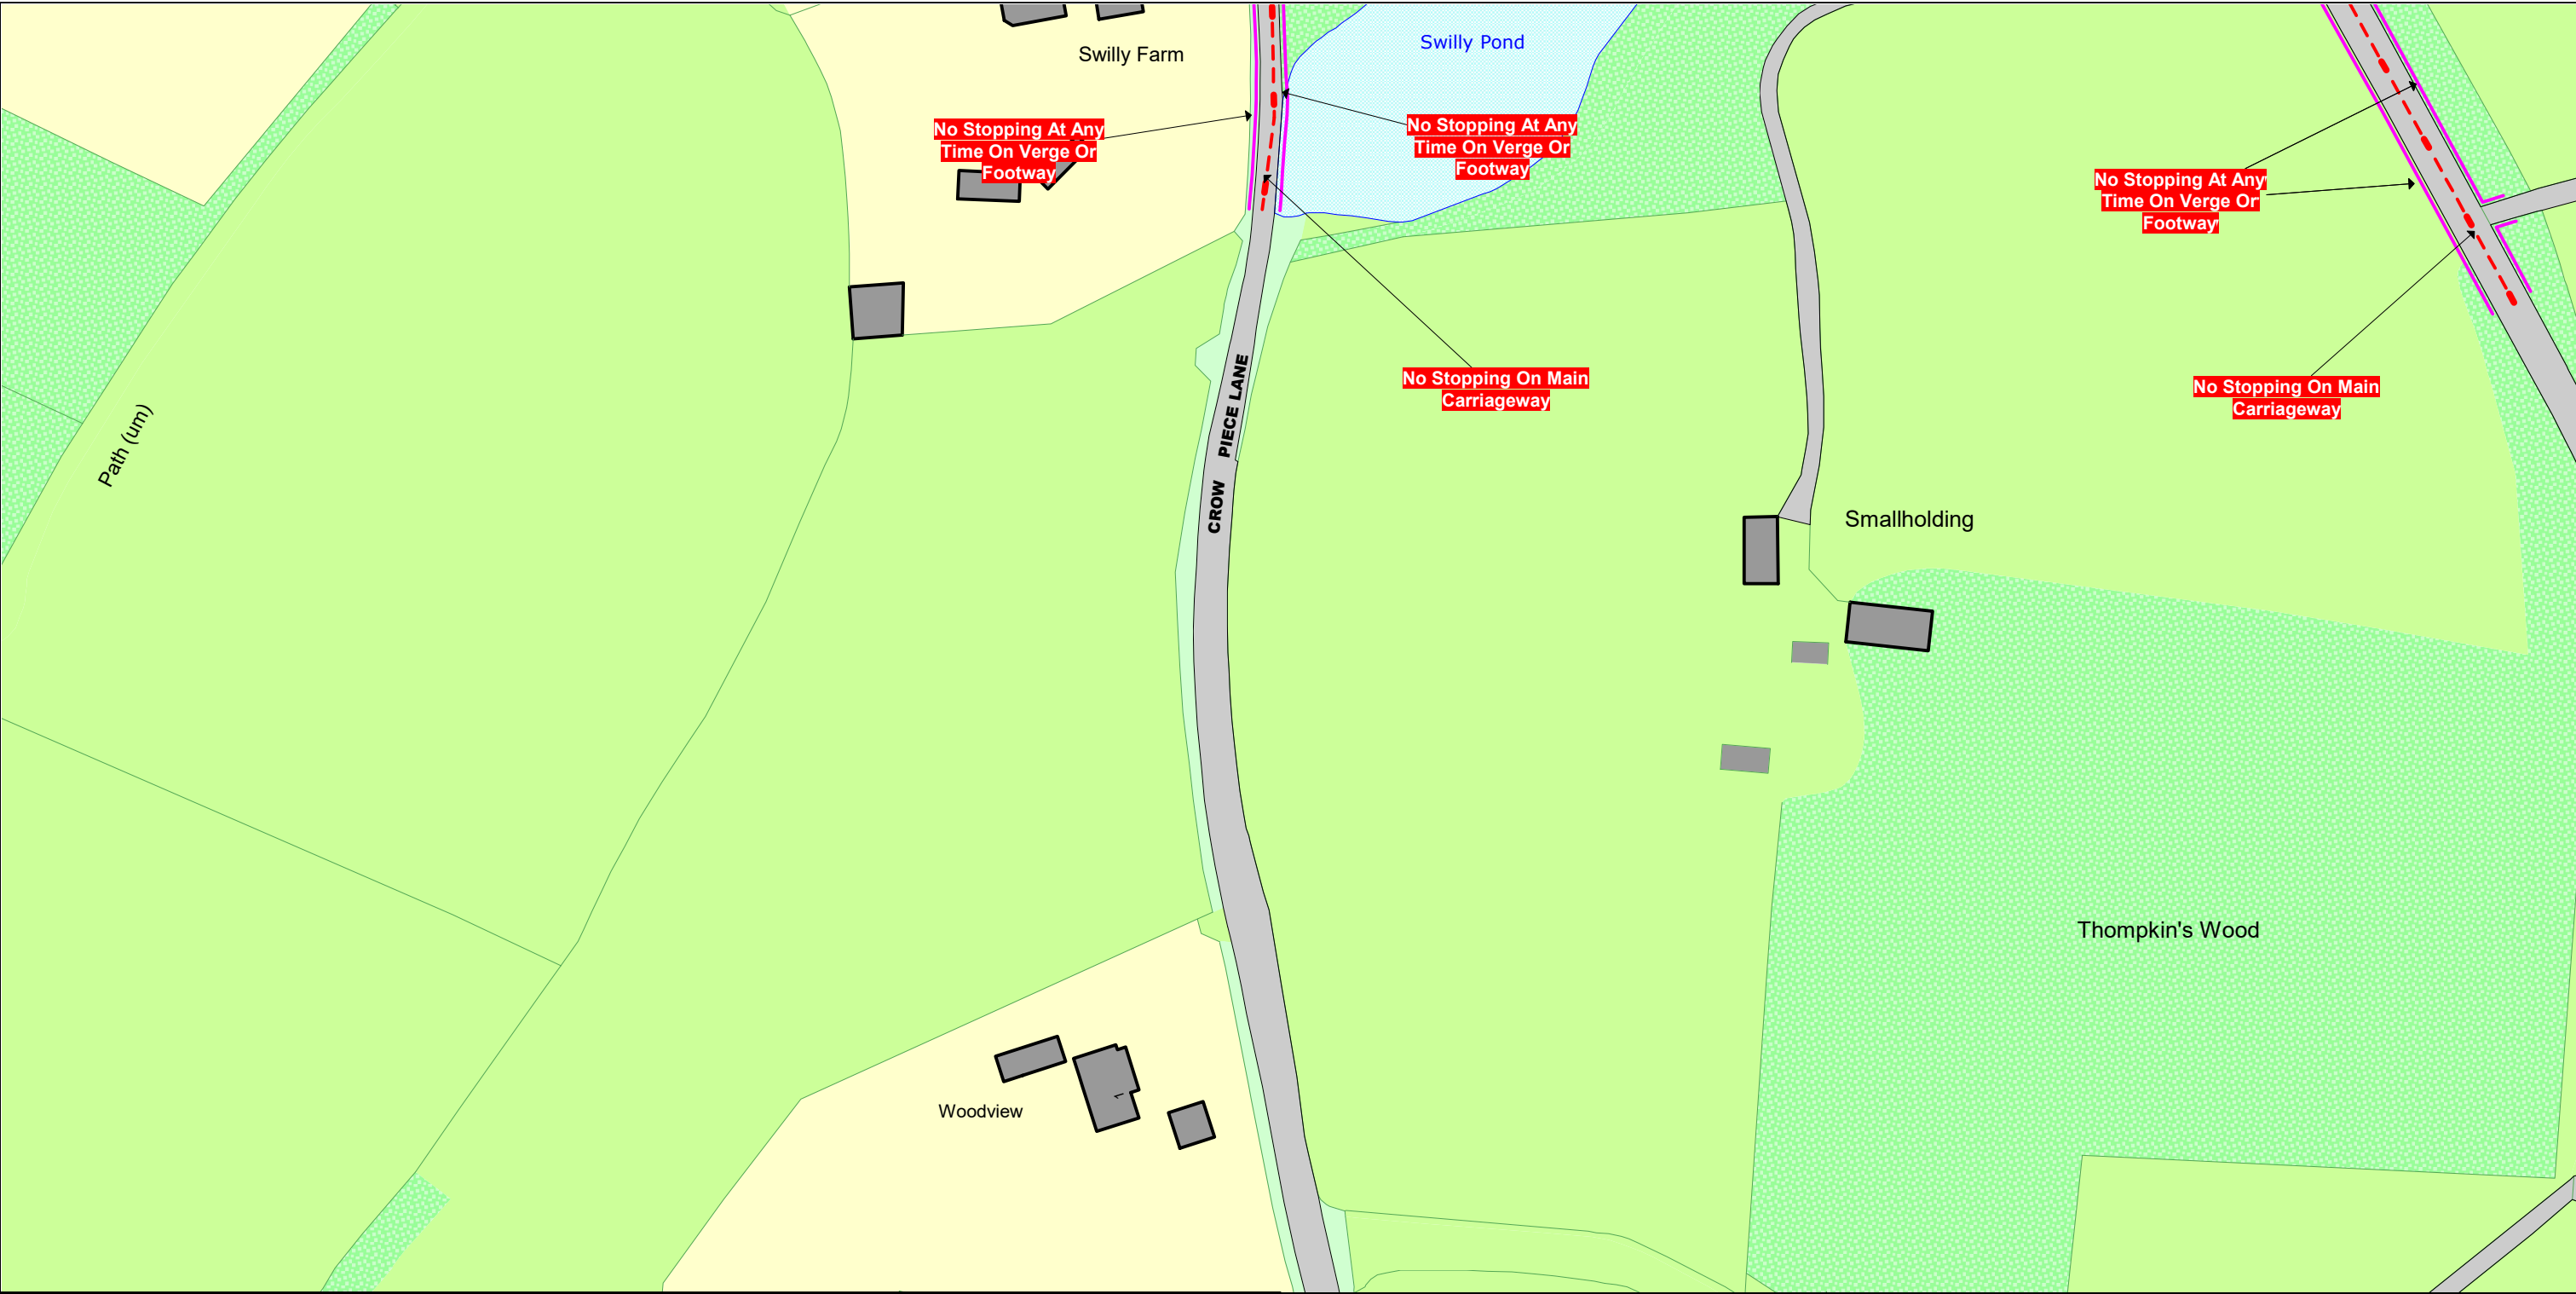 Swilly Farm
Swilly Pond
No Stopping At Any
Time On Verge Or
Footway
No Stopping At Any
Time On Verge Or
Footway
No Stopping At Any
Time On Verge Or
Footway
No Stopping On Main
Carriageway
No Stopping On Main
Carriageway
Path (um)
CROW PIECE LANE
Smallholding
Thompkin's Wood
Woodview
1